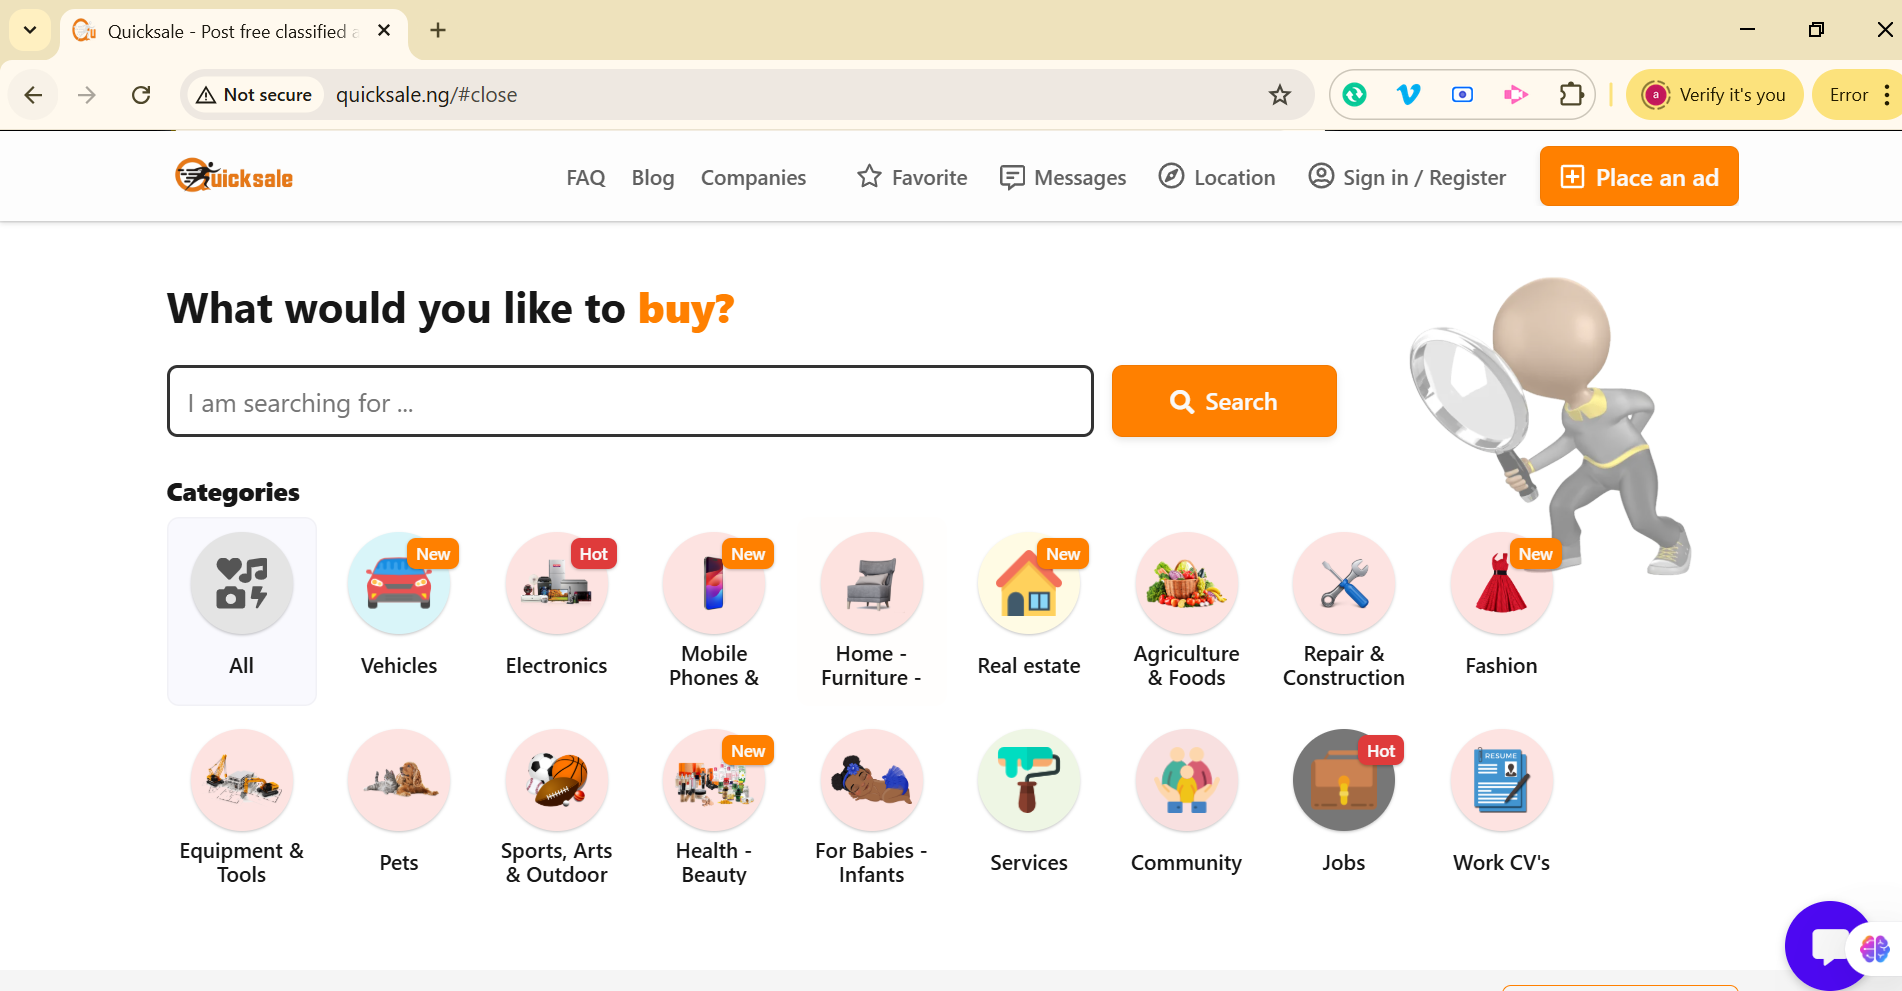 Quicksale - Post free classified a
Not secure
quicksale.ng/#close
a
Verify it's you
Error
Quicksale
FAQ
Blog
Companies
Favorite
Messages
Location
Sign in / Register
Place an ad
What would you like to buy?
I am searching for ...
Search
Categories
New
Hot
New
New
New
All
Vehicles
Electronics
Mobile
Phones &
Home -
Furniture -
Real estate
Agriculture
& Foods
Repair &
Construction
Fashion
New
Hot
RESUME
Equipment &
Tools
Pets
Sports, Arts
& Outdoor
Health -
Beauty
For Babies -
Infants
Services
Community
Jobs
Work CV's